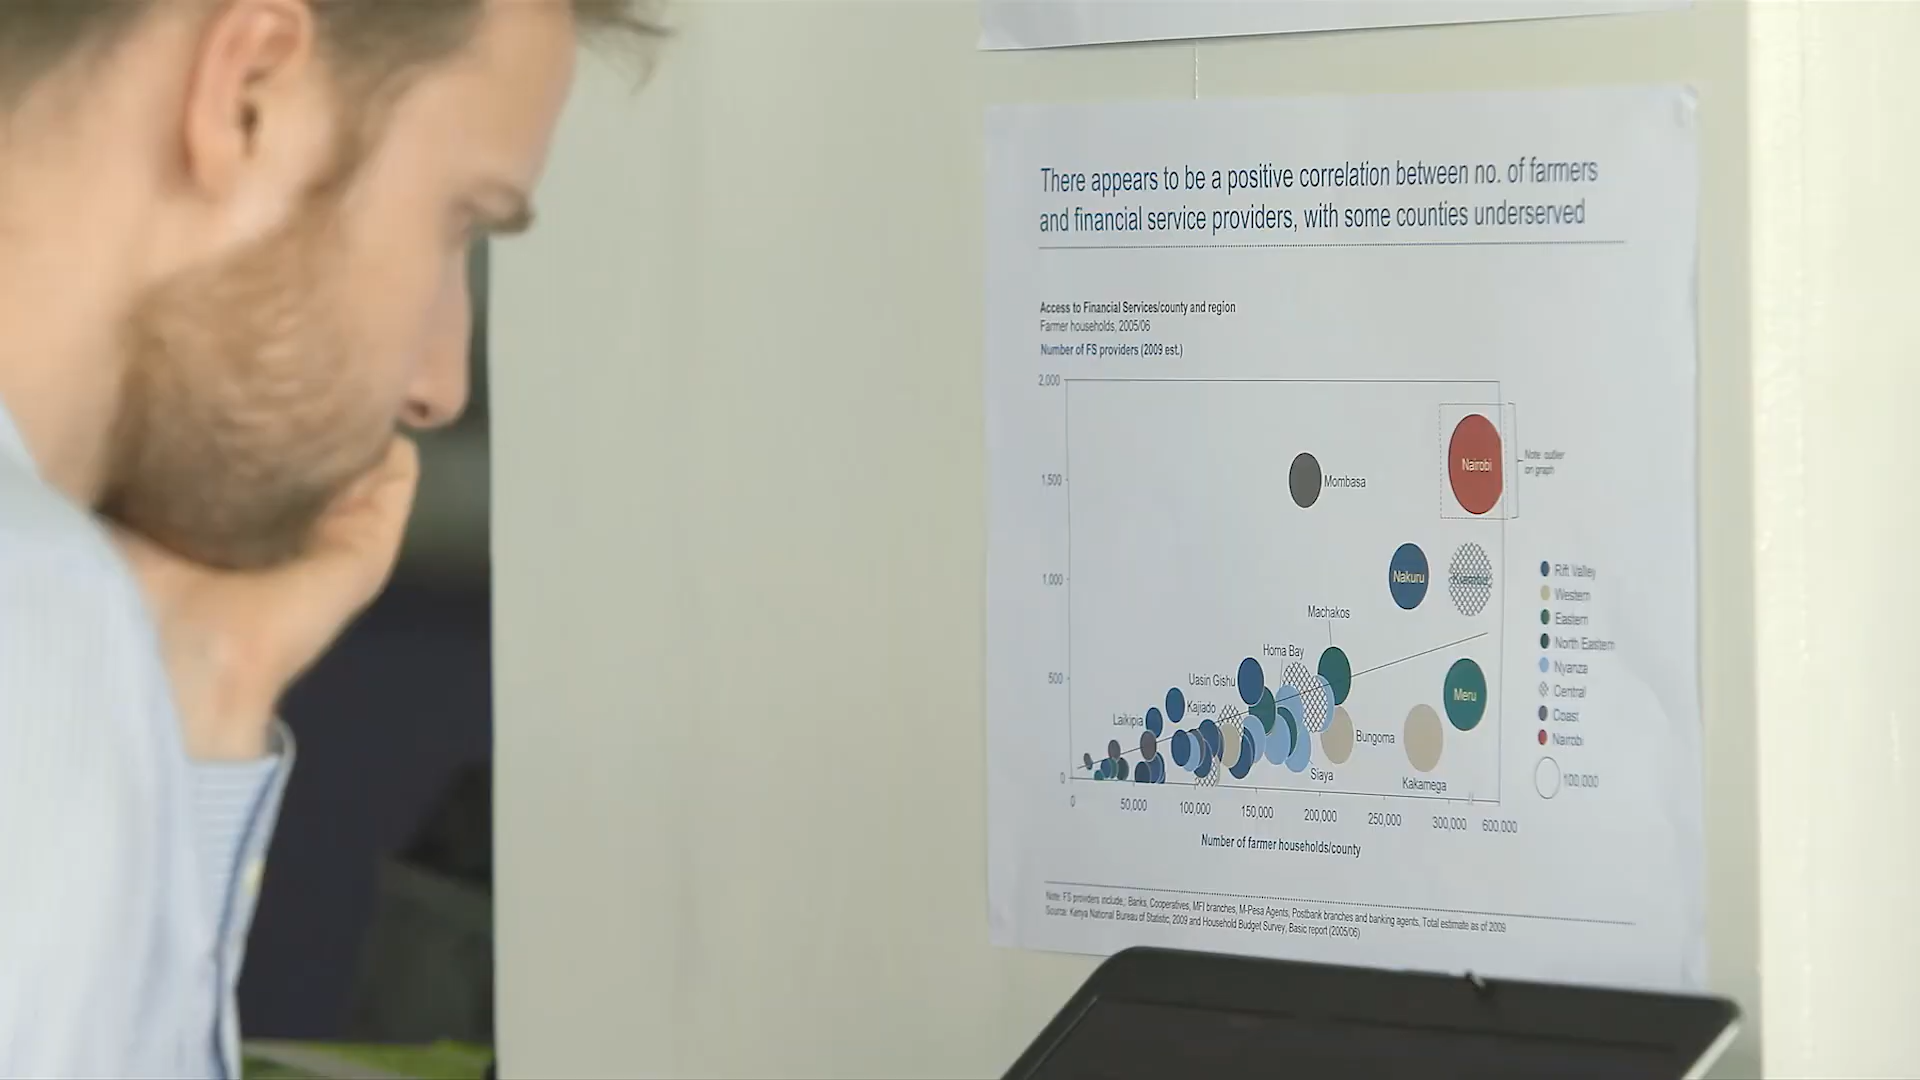 There appears to be a positive correlation between no. of farmers
and financial service providers, with some counties underserved
Access to Financial Services/county and region
Farmer households, 2005/06
Number of FS providers (2009 est.)
2,000
1,500
1,000
500
0
Nairobi
Note: outlier
on graph
Mombasa
Nakuru
Kiambu
Machakos
Homa Bay
Uasin Gishu
Kajiado
Laikipia
Meru
Bungoma
Siaya
Kakamega
Rift Valley
Western
Eastern
North Eastern
Nyanza
Central
Coast
Nairobi
100,000
0
50,000
100,000
150,000
200,000
250,000
300,000
600,000
Number of farmer households/county
Note: FS providers include; Banks, Cooperatives, MFI branches, M-Pesa Agents, Postbank branches and banking agents, Total estimate as of 2009
Source: Kenya National Bureau of Statistic, 2009 and Household Budget Survey, Basic report (2005/06)